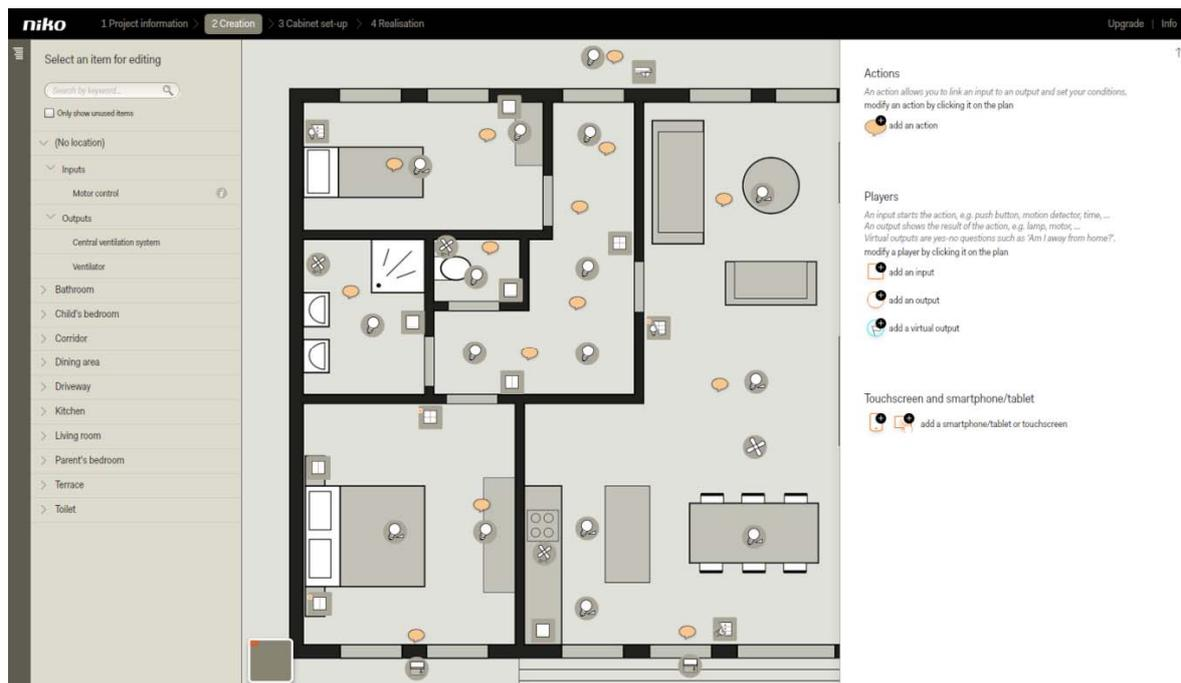 niko
1 Project information > 2 Creation > 3 Cabinet set-up > 4 Realisation
Upgrade | Info
Select an item for editing
Search by keyword...
Only show unused items
(No location)
Inputs
Motor control
Outputs
Central ventilation system
Ventilator
Bathroom
Child's bedroom
Corridor
Dining area
Driveway
Kitchen
Living room
Parent's bedroom
Terrace
Toilet
Actions
An action allows you to link an input to an output and set your conditions.
modify an action by clicking it on the plan
add an action
Players
An input starts the action, e.g. push button, motion detector, time, ...
An output shows the result of the action, e.g. lamp, motor, ...
Virtual outputs are yes-no questions such as 'Am I away from home?'.
modify a player by clicking it on the plan
add an input
add an output
add a virtual output
Touchscreen and smartphone/tablet
add a smartphone/tablet or touchscreen